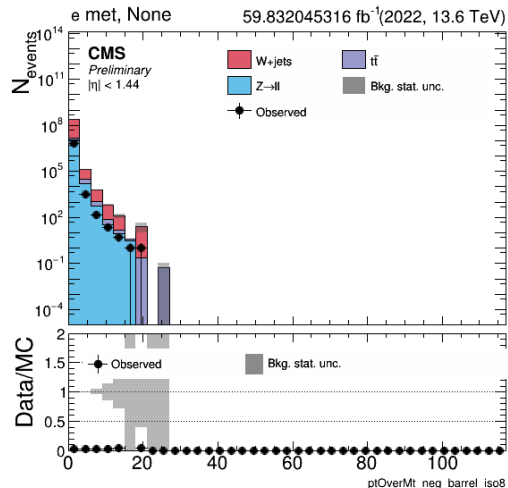 e met, None 59.832045316 fb⁻¹(2022, 13.6 TeV)
N_events
10¹⁴
10⁸
10⁵
10²
10⁻¹
10⁻⁴
CMS
Preliminary
|η| < 1.44
W+jets
tt̄
Z→ll
Bkg. stat. unc.
Observed
Data/MC
2
1.5
1
0.5
0
Observed
Bkg. stat. unc.
0 20 40 60 80 100
ptOverMt_neg_barrel_iso8